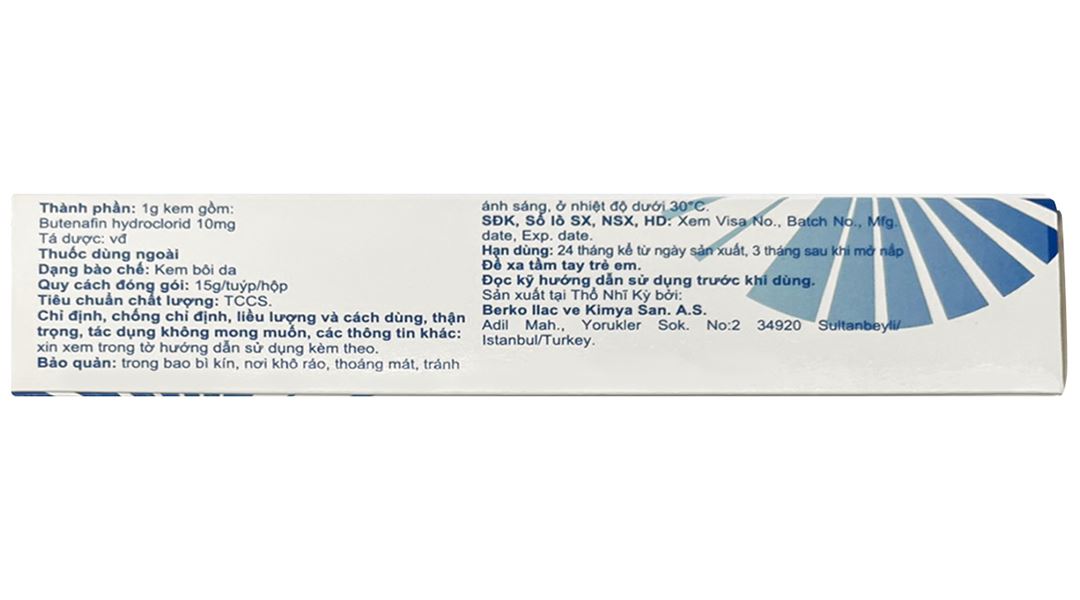 Thành phần: 1g kem gồm:
Butenafin hydroclorid 10mg
Tá dược: vđ
Thuốc dùng ngoài
Dạng bào chế: Kem bôi da
Quy cách đóng gói: 15g/tuýp/hộp
Tiêu chuẩn chất lượng: TCCS.
Chỉ định, chống chỉ định, liều lượng và cách dùng, thận
trọng, tác dụng không mong muốn, các thông tin khác:
xin xem trong tờ hướng dẫn sử dụng kèm theo.
Bảo quản: trong bao bì kín, nơi khô ráo, thoáng mát, tránh
ánh sáng, ở nhiệt độ dưới 30°C.
SĐK, Số lô SX, NSX, HD: Xem Visa No., Batch No., Mfg.
date, Exp. date.
Hạn dùng: 24 tháng kể từ ngày sản xuất, 3 tháng sau khi mở nắp
Để xa tầm tay trẻ em.
Đọc kỹ hướng dẫn sử dụng trước khi dùng.
Sản xuất tại Thổ Nhĩ Kỳ bởi:
Berko Ilac ve Kimya San. A.S.
Adil Mah., Yorukler Sok. No:2 34920 Sultanbeyli/
Istanbul/Turkey.